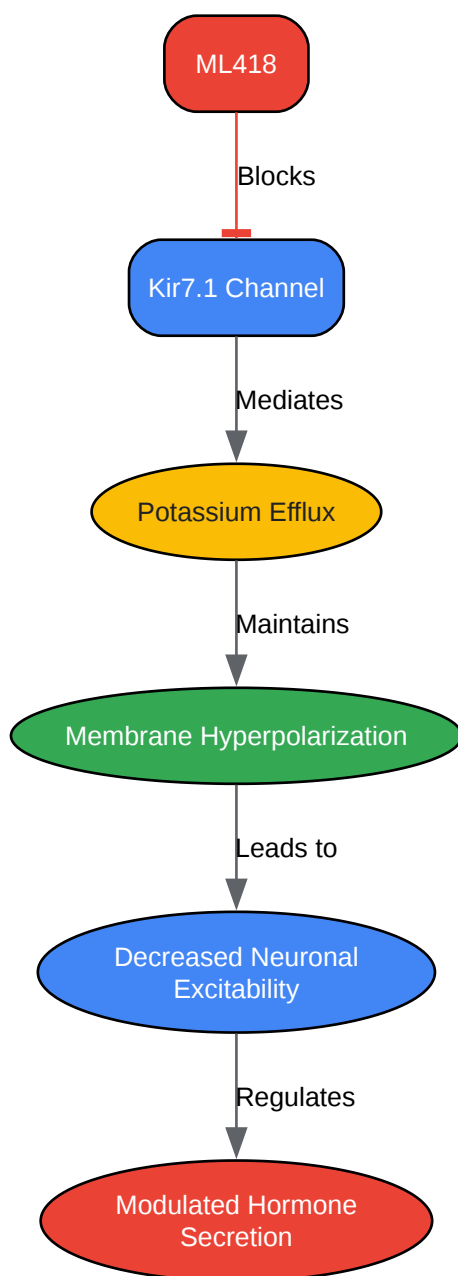 ML418
Blocks
Kir7.1 Channel
Mediates
Potassium Efflux
Maintains
Membrane Hyperpolarization
Leads to
Decreased Neuronal
Excitability
Regulates
Modulated Hormone
Secretion